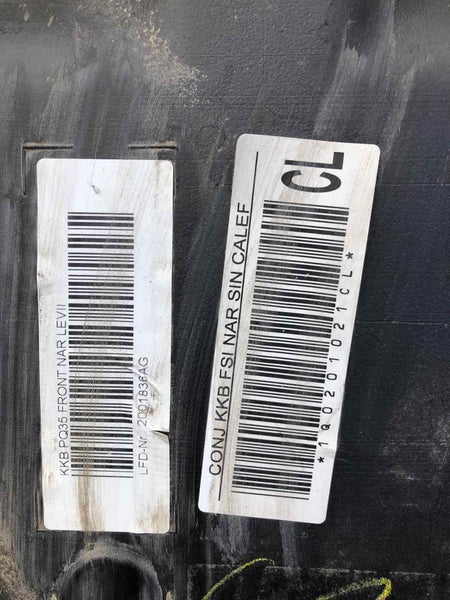 KKB PQ35 FRONT NAR LEVII
LFD-Nr. 2001836AG
CONJ KKB FSI NAR SIN CALEF
CL
*1Q0201021CL*